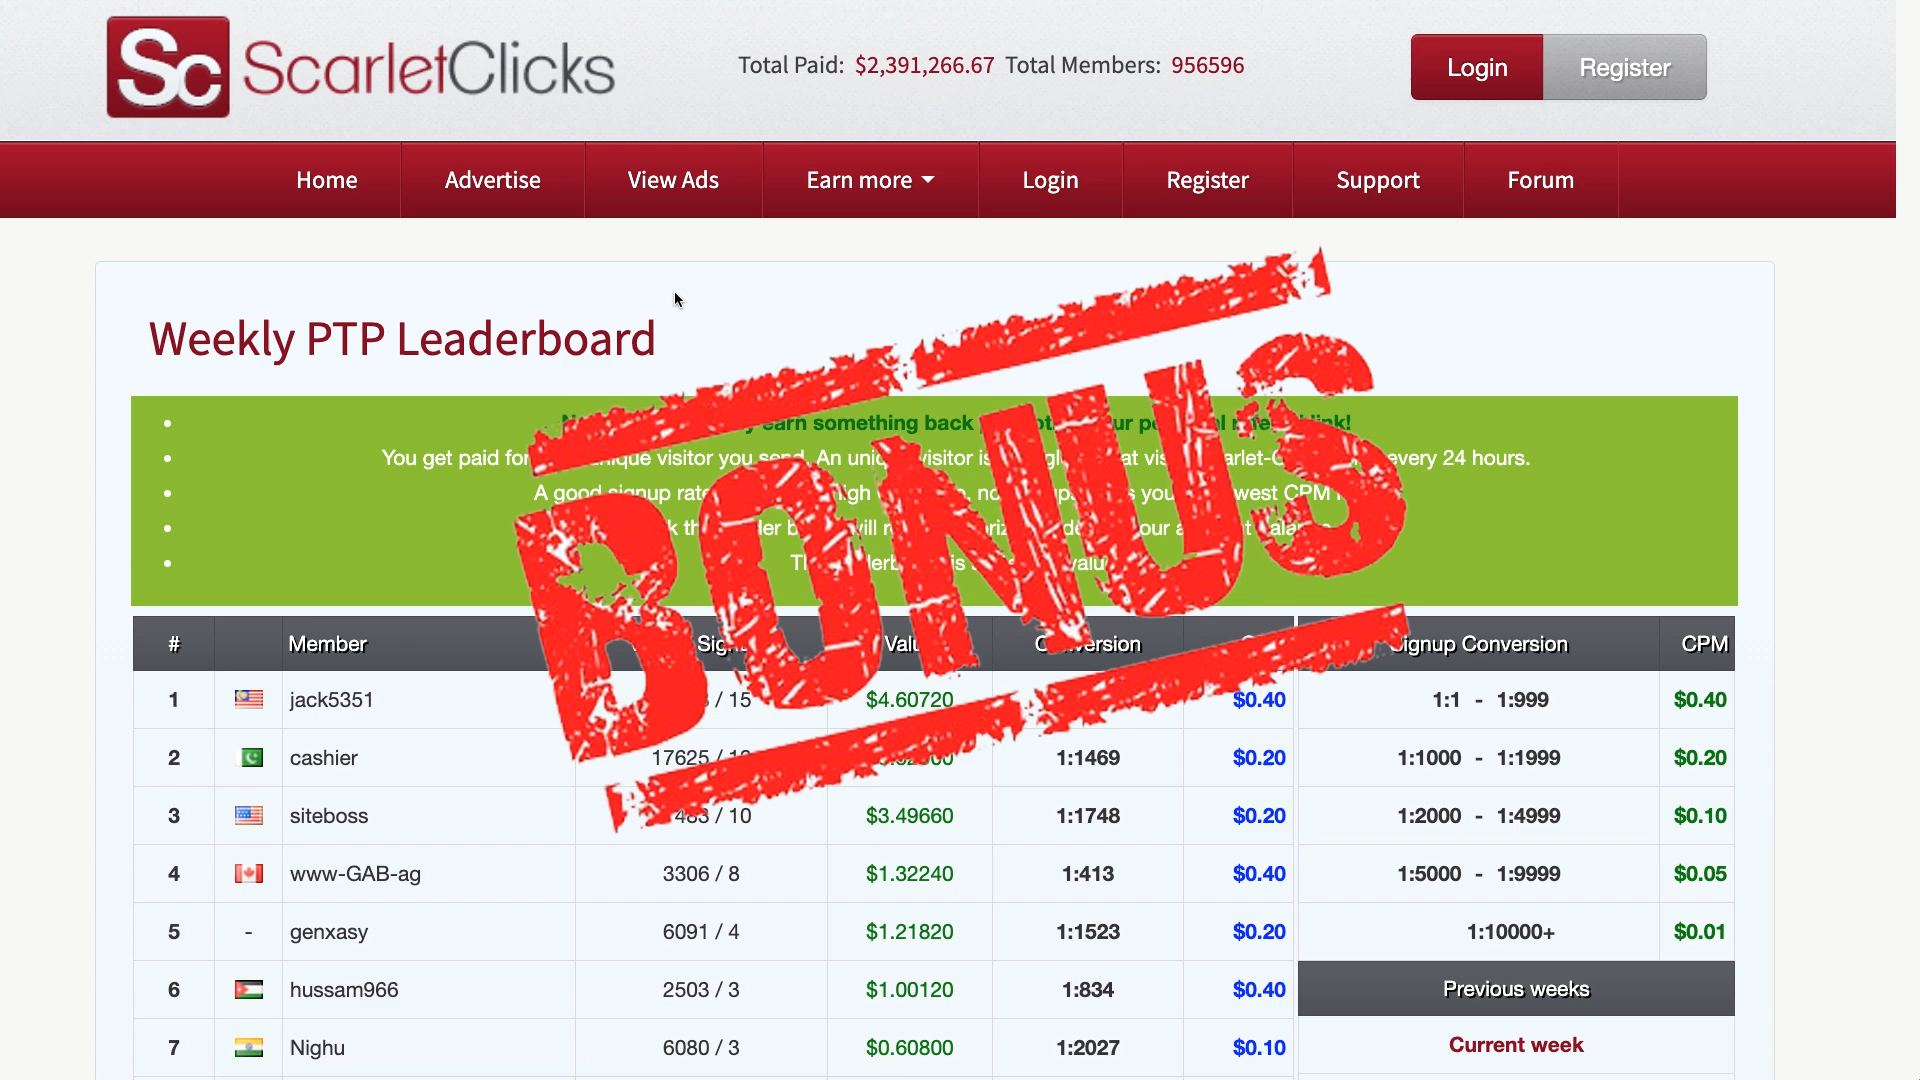 Sc ScarletClicks
Total Paid: $2,391,266.67 Total Members: 956596
Login Register
Home Advertise View Ads Earn more Login Register Support Forum
Weekly PTP Leaderboard
earn something back link!
You get paid for unique visitor you send. An unique visitor is every 24 hours.
A good signup rate CPM
BONUS
# Member Value Conversion Signup Conversion CPM
1 jack5351 / 15 $4.60720 $0.40 1:1 - 1:999 $0.40
2 cashier 17625 / 1:1469 $0.20 1:1000 - 1:1999 $0.20
3 siteboss / 10 $3.49660 1:1748 $0.20 1:2000 - 1:4999 $0.10
4 www-GAB-ag 3306 / 8 $1.32240 1:413 $0.40 1:5000 - 1:9999 $0.05
5 - genxasy 6091 / 4 $1.21820 1:1523 $0.20 1:10000+ $0.01
6 hussam966 2503 / 3 $1.00120 1:834 $0.40 Previous weeks
7 Nighu 6080 / 3 $0.60800 1:2027 $0.10 Current week